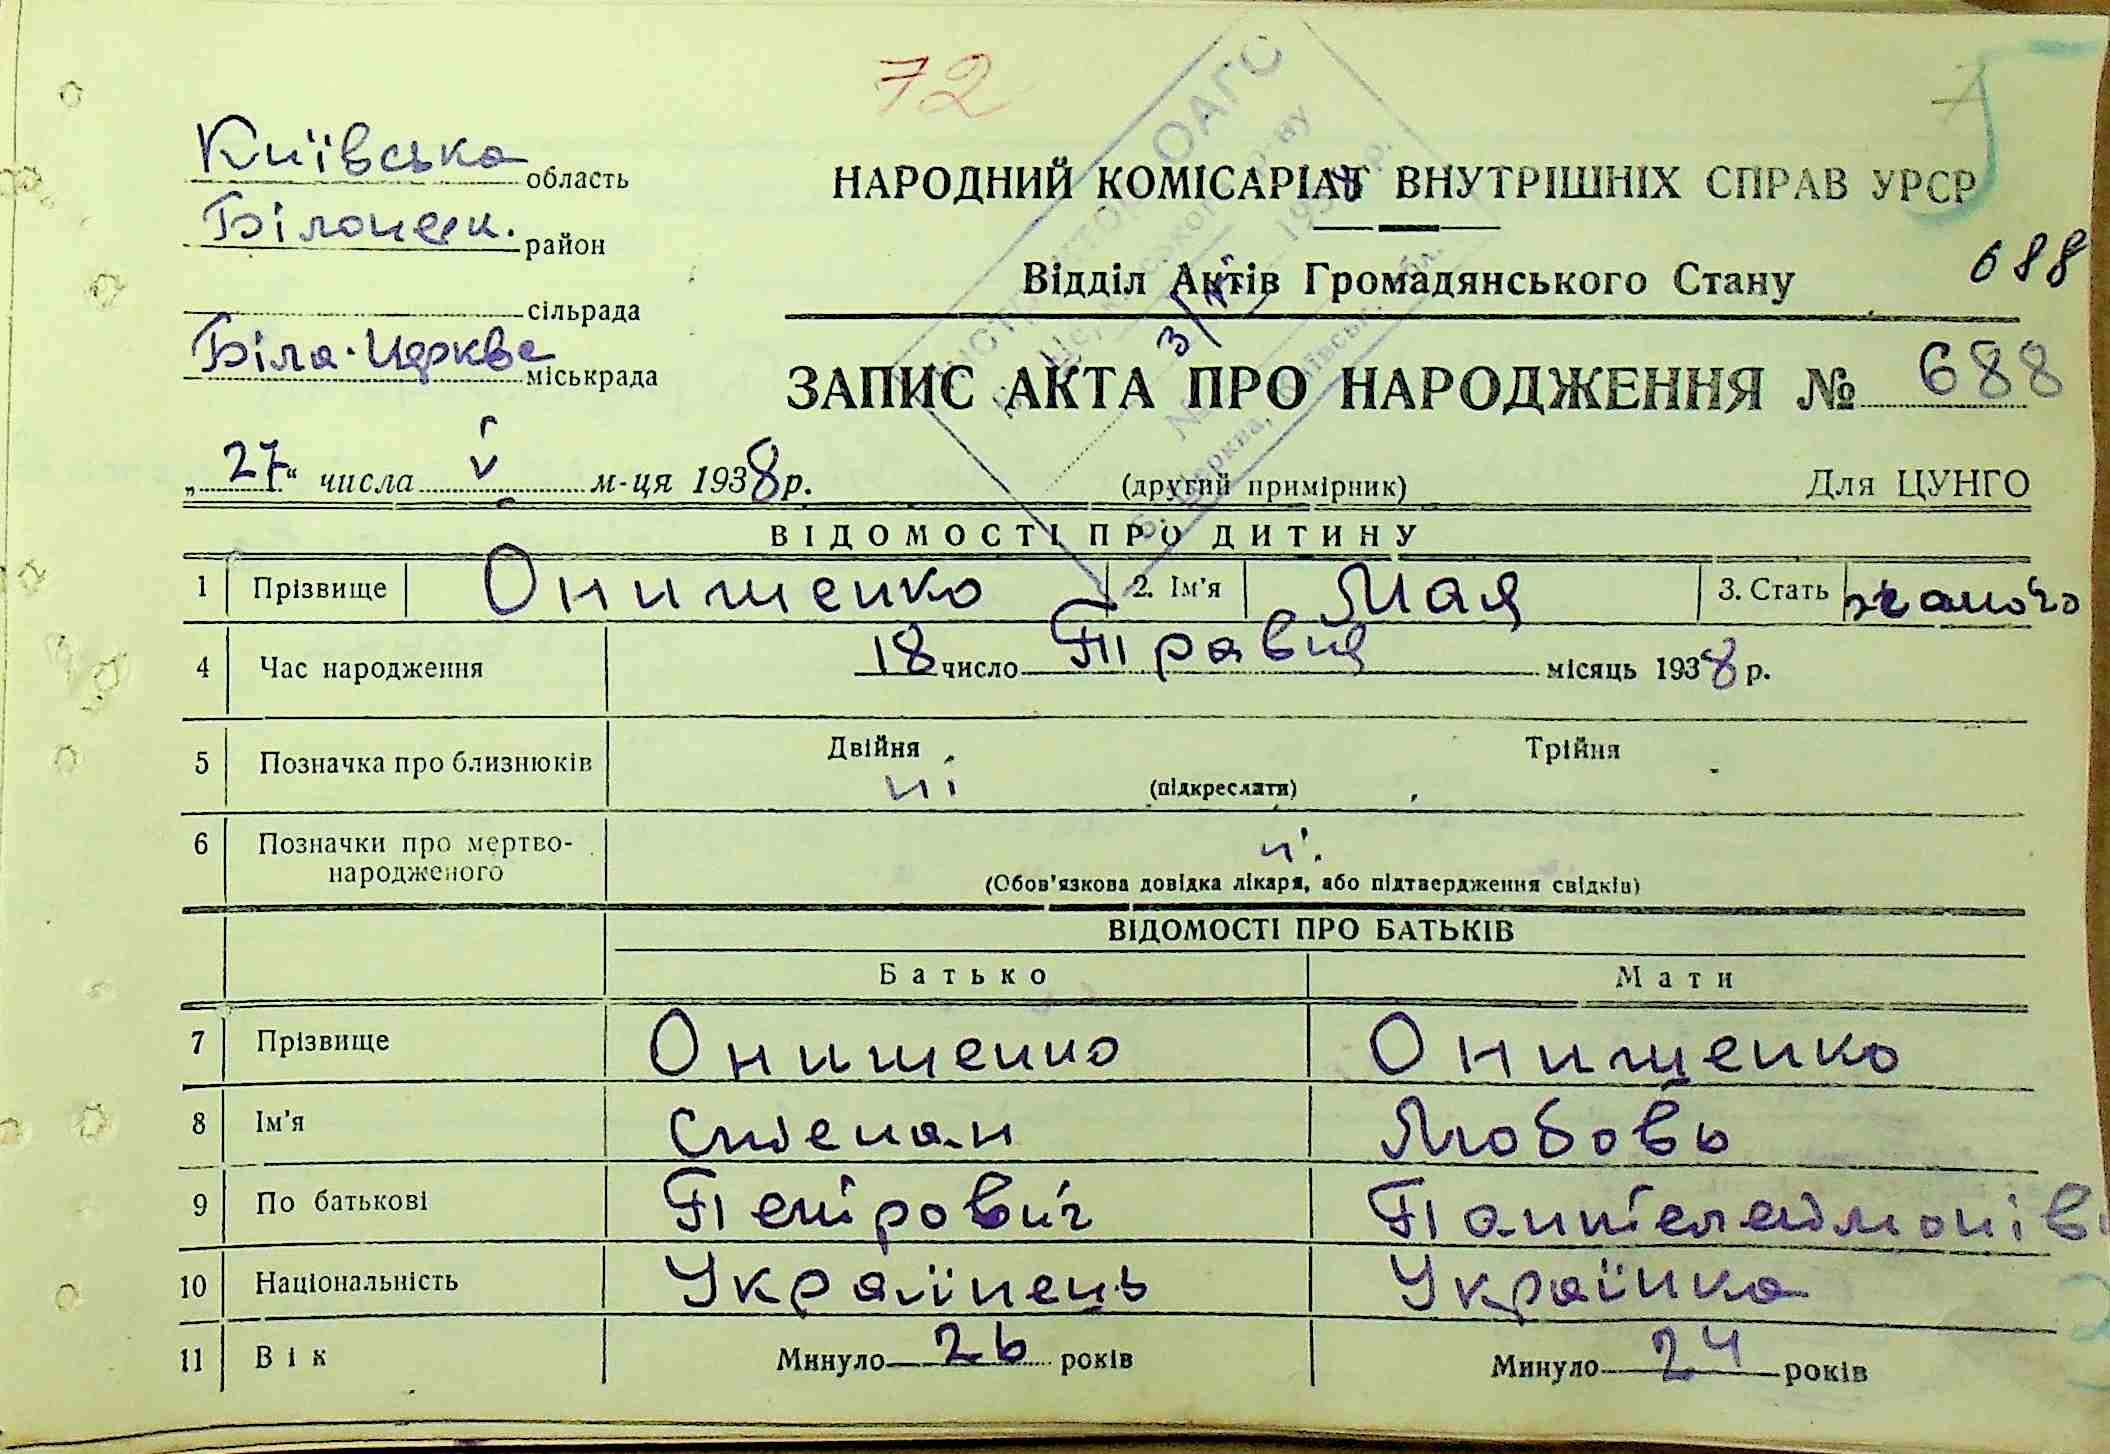 72
Київська область
НАРОДНИЙ КОМІСАРІАТ ВНУТРІШНІХ СПРАВ УРСР
Білоцерк. район
Відділ Актів Громадянського Стану
688
сільрада
Біла-Церква міськрада
ЗАПИС АКТА ПРО НАРОДЖЕННЯ № 688
„27“ числа V м-ця 1938 р.
(другий примірник)
Для ЦУНГО
ВІДОМОСТІ ПРО ДИТИНУ
1 Прізвище Онищенко 2. Ім'я Мая 3. Стать
4 Час народження 18 число Травня місяць 1938 р.
5 Позначка про близнюків Двійня ні (підкреслати) Трійня
6 Позначки про мертво-
народженого ні.
(Обов'язкова довідка лікаря, або підтвердження свідків)
ВІДОМОСТІ ПРО БАТЬКІВ
Батько Мати
7 Прізвище Онищенко Онищенко
8 Ім'я Степан Любовь
9 По батькові Петрович Пантелеймонів
10 Національність Українець Українка
11 Вік Минуло 26 років Минуло 24 років